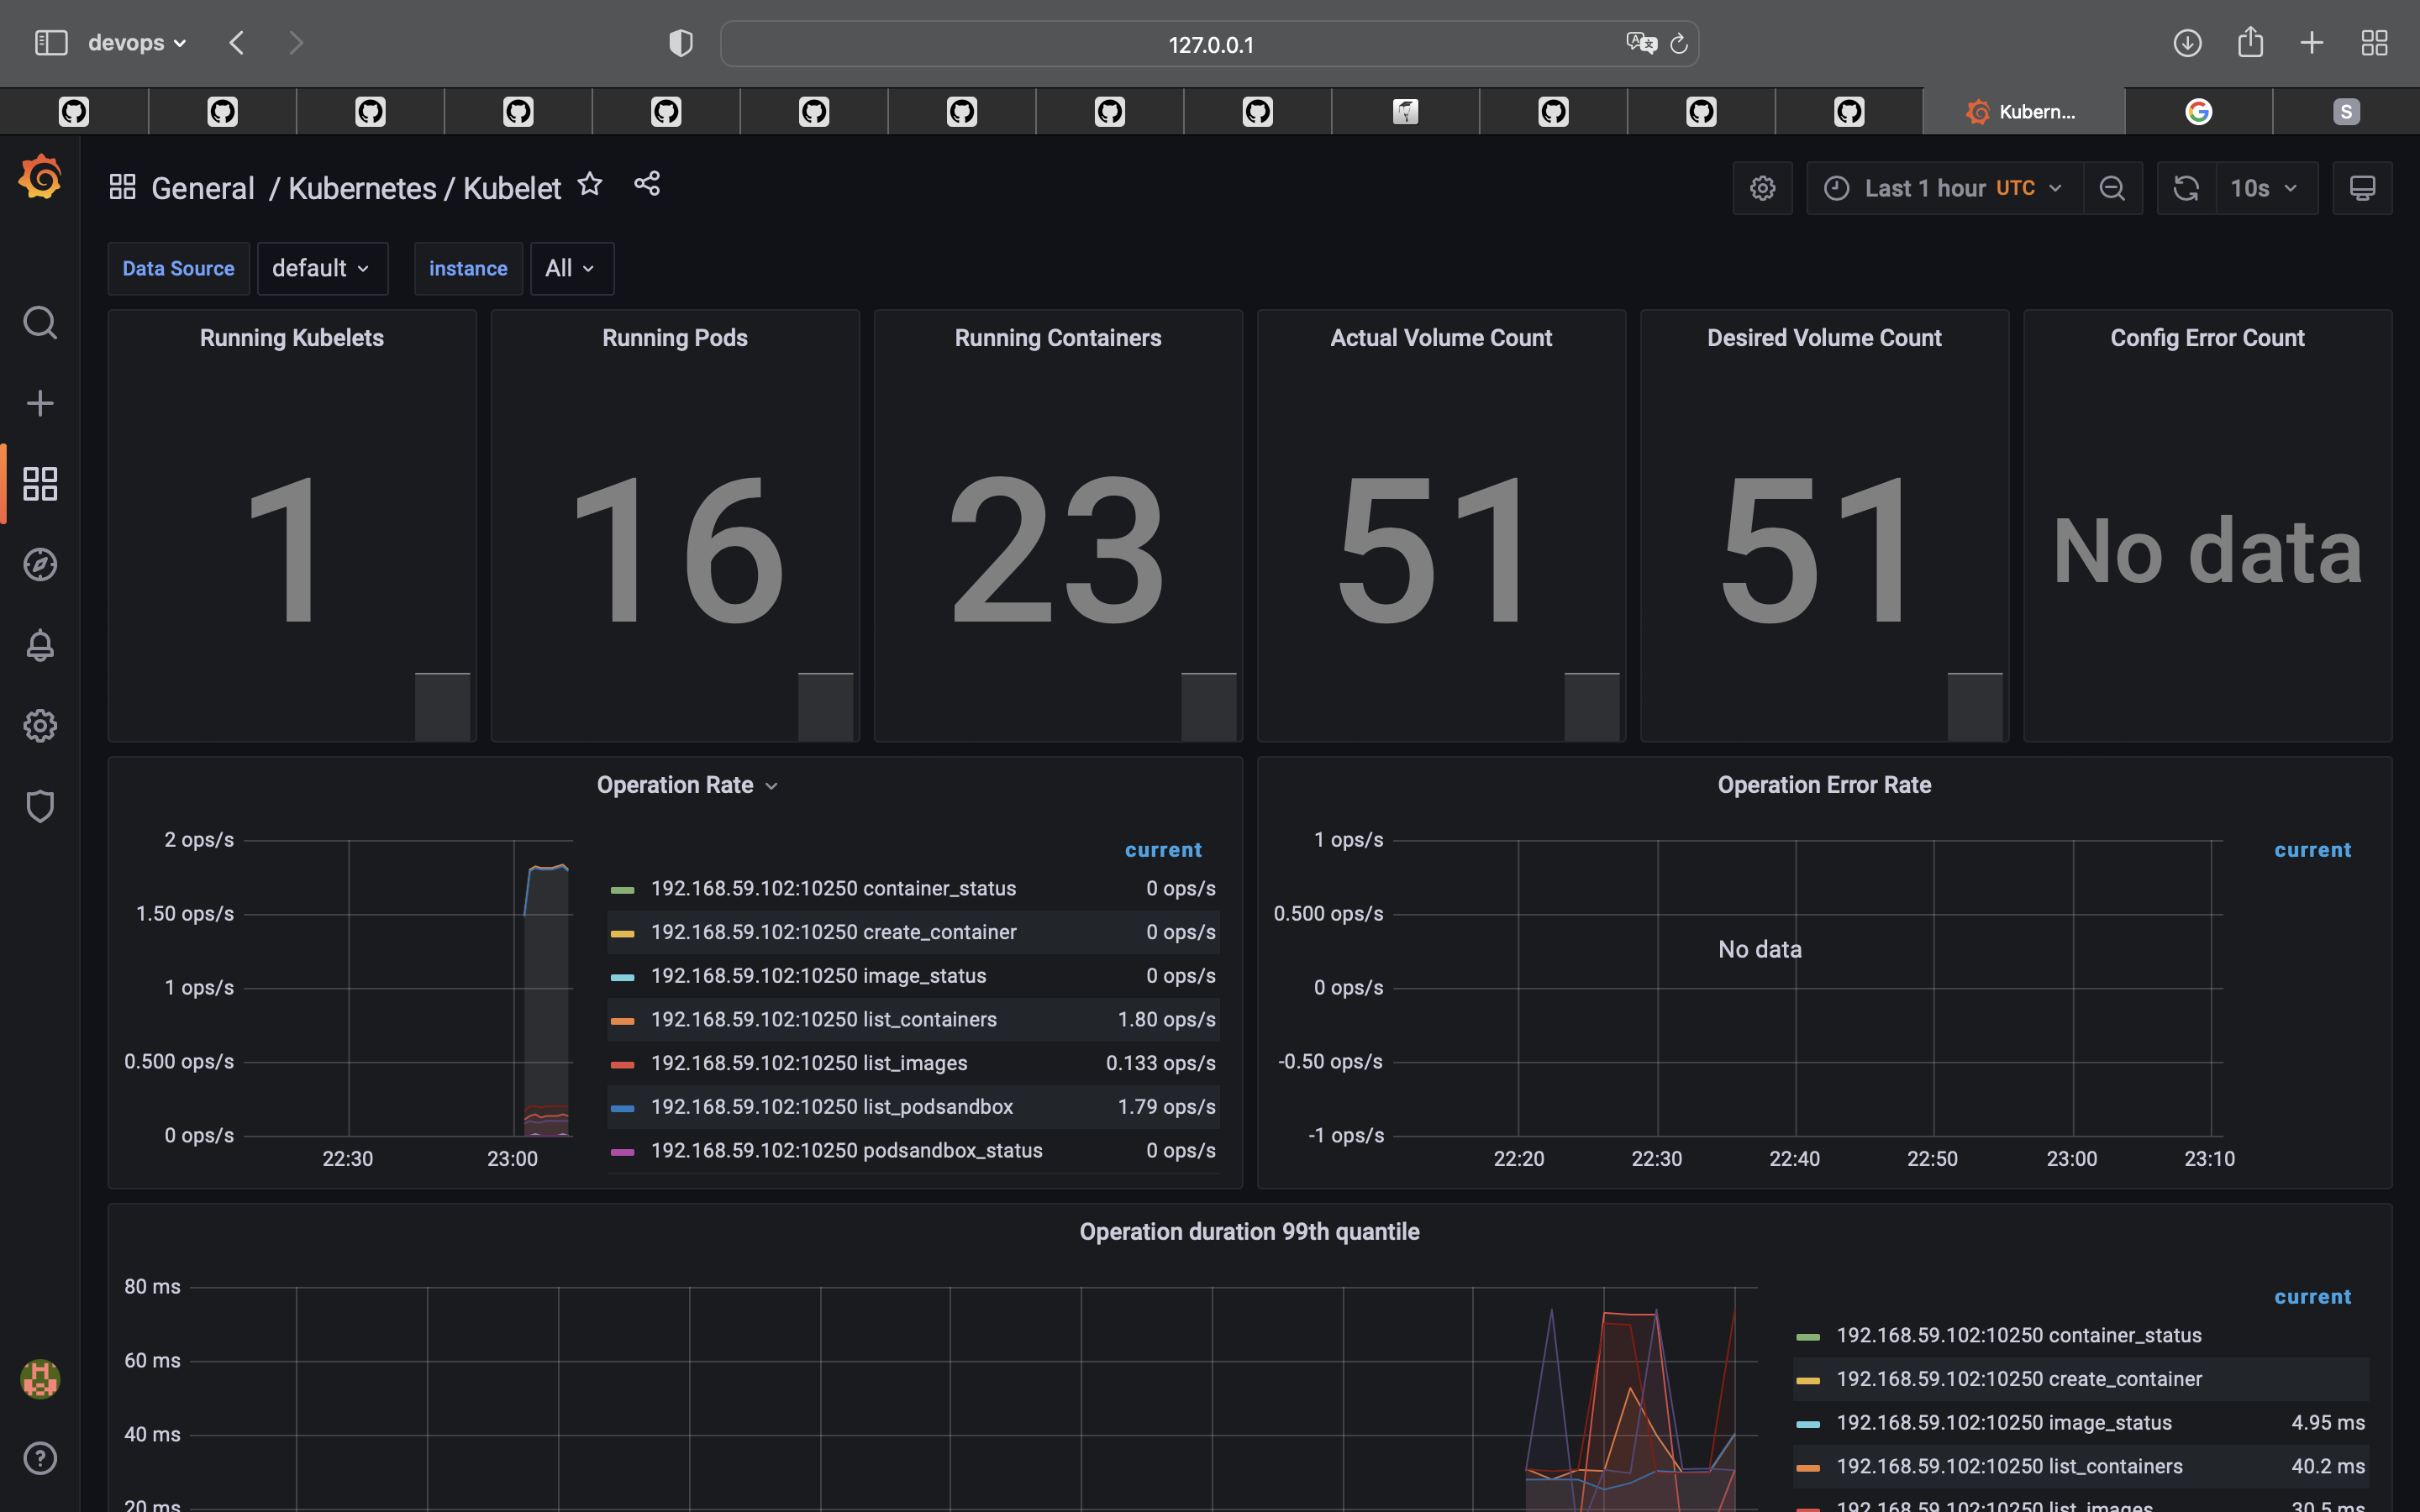 devops
127.0.0.1
Kubern...
S
General / Kubernetes / Kubelet
Last 1 hour UTC
10s
Data Source
default
instance
All
Running Kubelets
1
Running Pods
16
Running Containers
23
Actual Volume Count
51
Desired Volume Count
51
Config Error Count
No data
Operation Rate
2 ops/s
1.50 ops/s
1 ops/s
0.500 ops/s
0 ops/s
22:30
23:00
current
192.168.59.102:10250 container_status 0 ops/s
192.168.59.102:10250 create_container 0 ops/s
192.168.59.102:10250 image_status 0 ops/s
192.168.59.102:10250 list_containers 1.80 ops/s
192.168.59.102:10250 list_images 0.133 ops/s
192.168.59.102:10250 list_podsandbox 1.79 ops/s
192.168.59.102:10250 podsandbox_status 0 ops/s
Operation Error Rate
1 ops/s
0.500 ops/s
0 ops/s
-0.50 ops/s
-1 ops/s
No data
22:20
22:30
22:40
22:50
23:00
23:10
current
Operation duration 99th quantile
80 ms
60 ms
40 ms
20 ms
current
192.168.59.102:10250 container_status
192.168.59.102:10250 create_container
192.168.59.102:10250 image_status 4.95 ms
192.168.59.102:10250 list_containers 40.2 ms
192.168.59.102:10250 list_images 30.5 ms